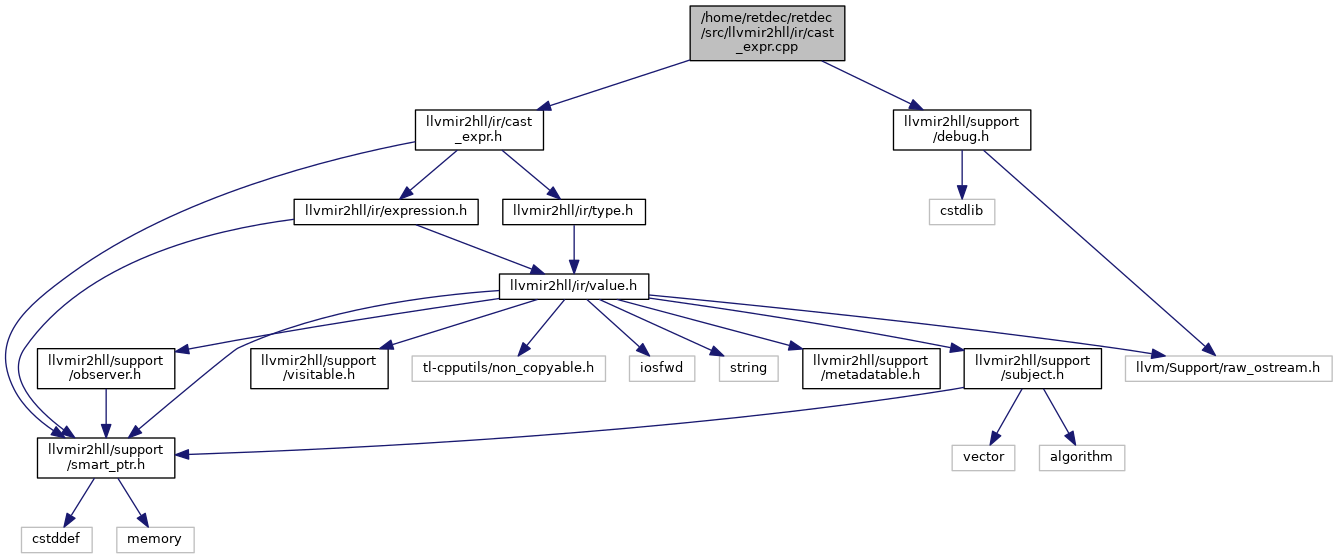 /home/retdec/retdec
/src/llvmir2hll/ir/cast
_expr.cpp
llvmir2hll/ir/cast
_expr.h
llvmir2hll/support
/debug.h
llvmir2hll/ir/expression.h
llvmir2hll/ir/type.h
cstdlib
llvmir2hll/ir/value.h
llvmir2hll/support
/observer.h
llvmir2hll/support
/visitable.h
tl-cpputils/non_copyable.h
iosfwd
string
llvmir2hll/support
/metadatable.h
llvmir2hll/support
/subject.h
llvm/Support/raw_ostream.h
llvmir2hll/support
/smart_ptr.h
vector
algorithm
cstddef
memory